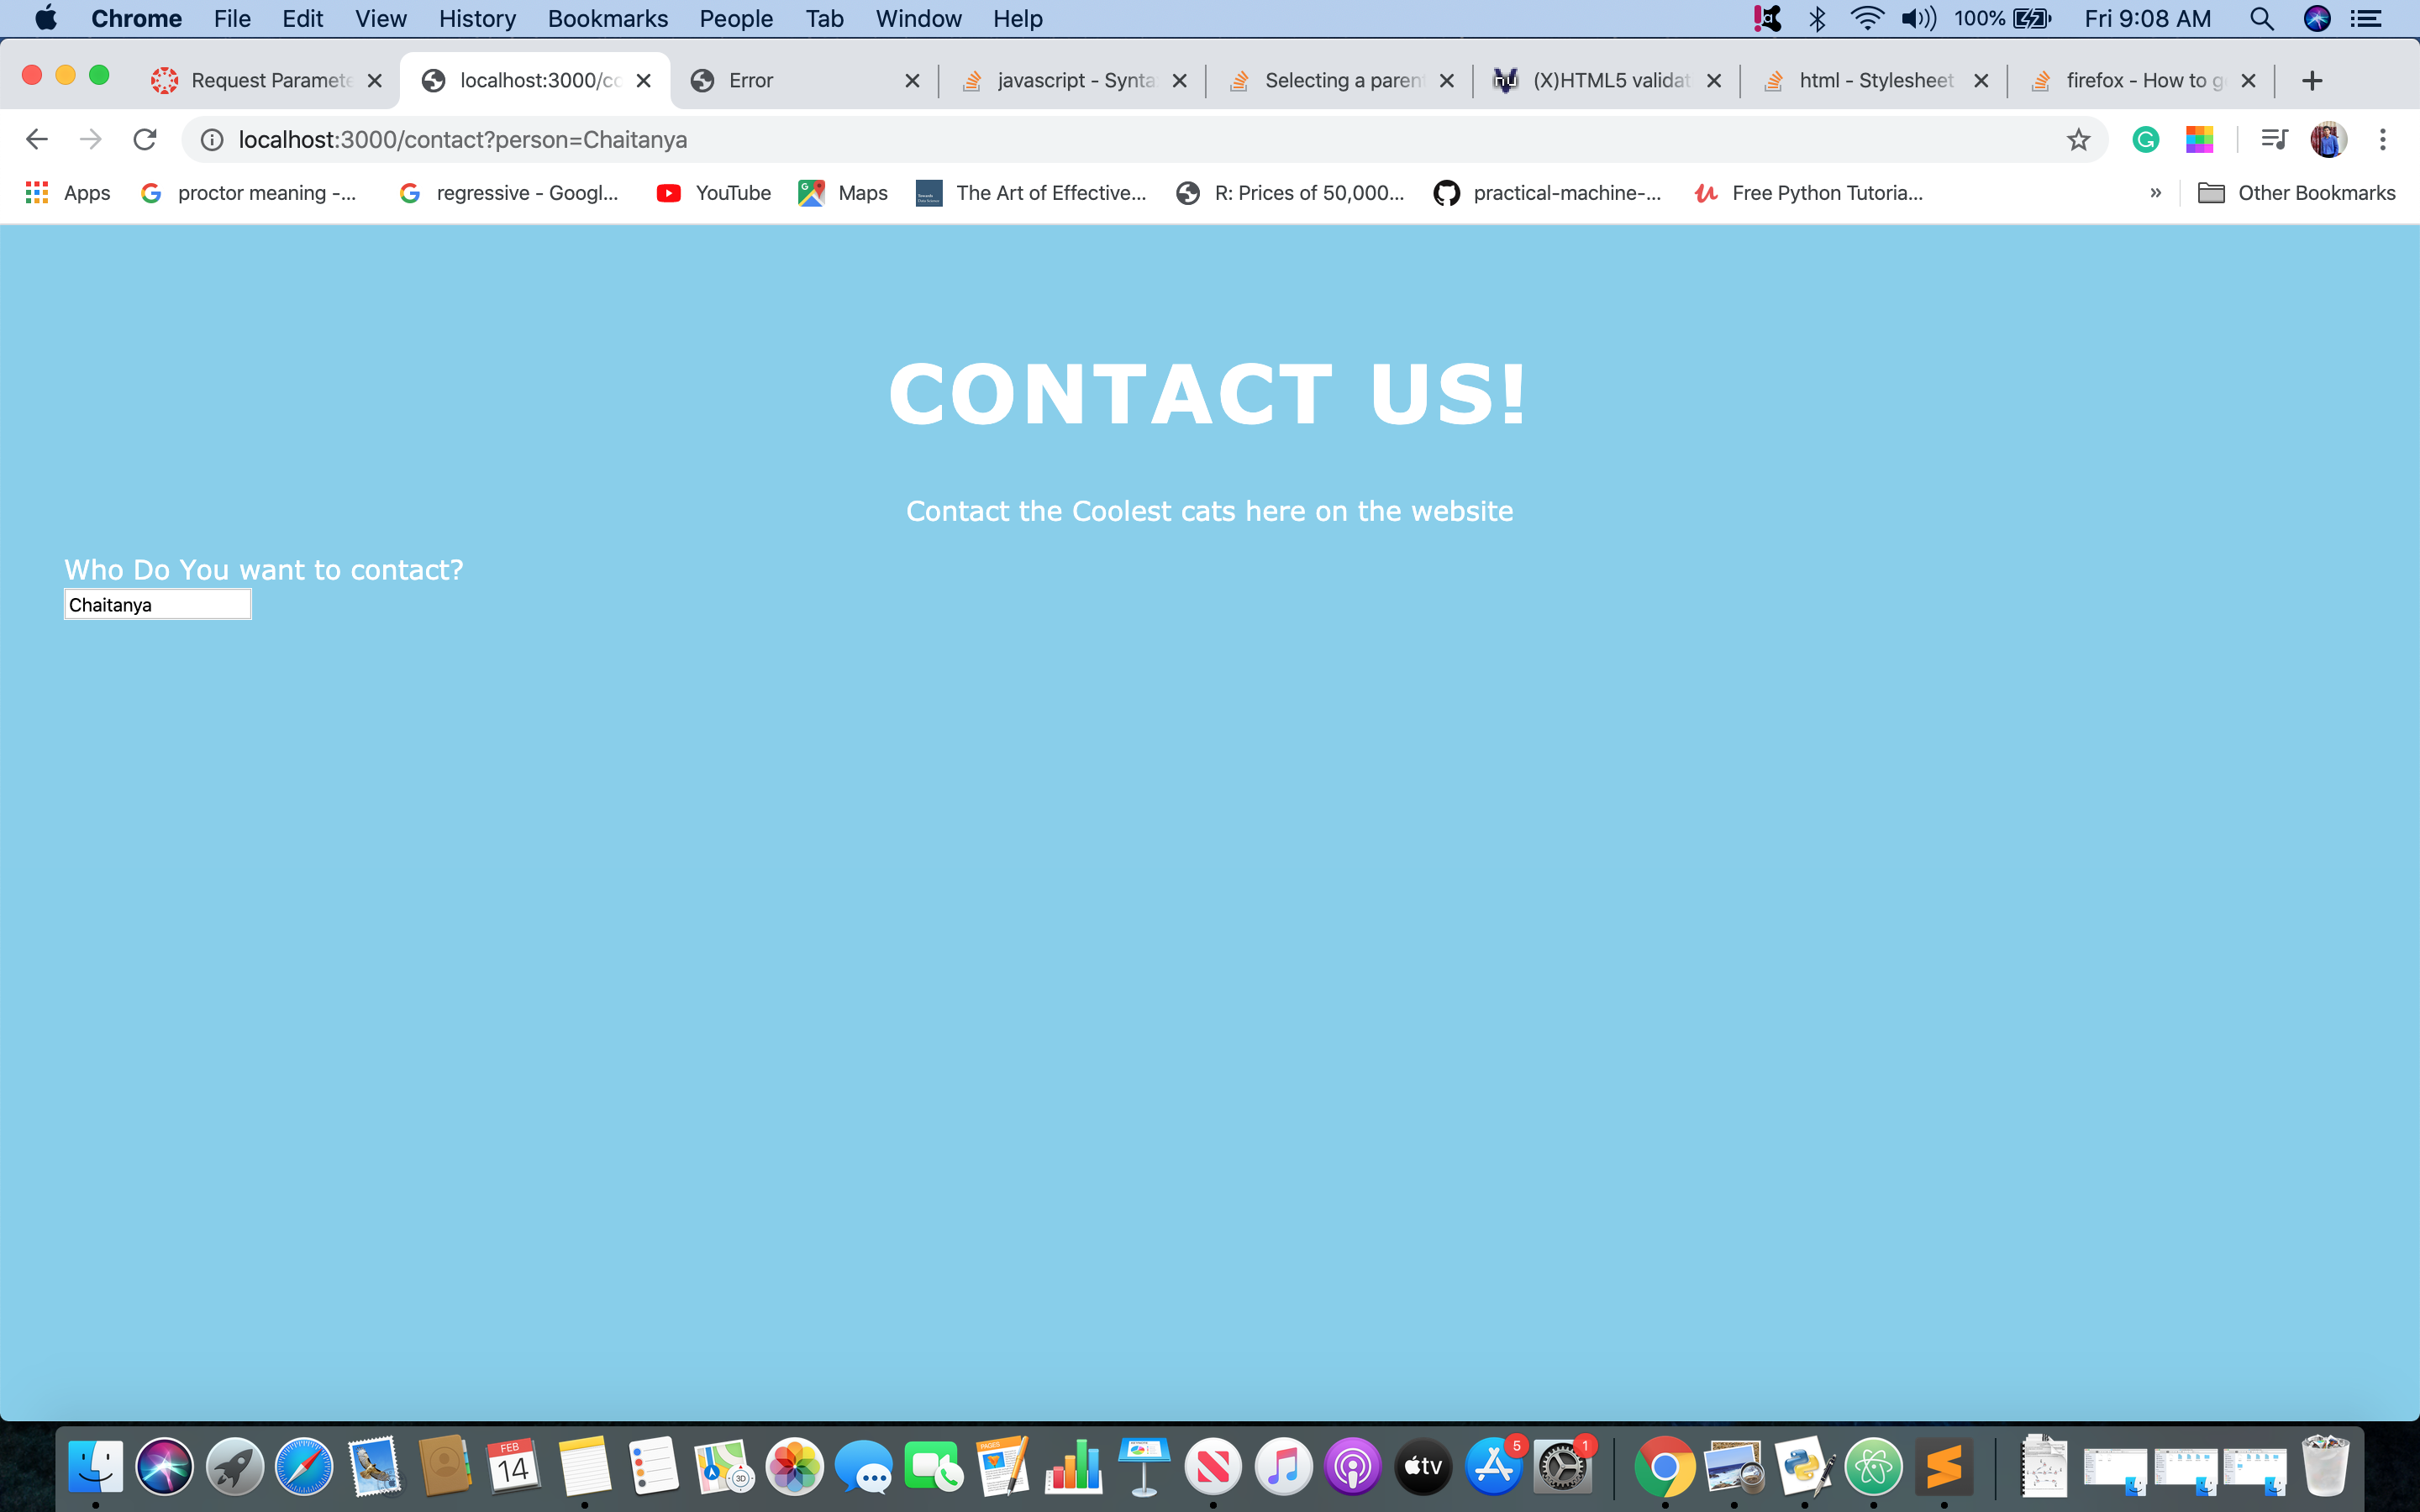 Chrome File Edit View History Bookmarks People Tab Window Help 100% Fri 9:08 AM
Request Paramete localhost:3000/co Error javascript - Synta Selecting a paren (X)HTML5 validat html - Stylesheet firefox - How to g
localhost:3000/contact?person=Chaitanya
Apps proctor meaning -... regressive - Googl... YouTube Maps The Art of Effective... R: Prices of 50,000... practical-machine-... Free Python Tutoria... » Other Bookmarks
CONTACT US!
Contact the Coolest cats here on the website
Who Do You want to contact?
Chaitanya
FEB
14
PAGES
3D
tv
5
1